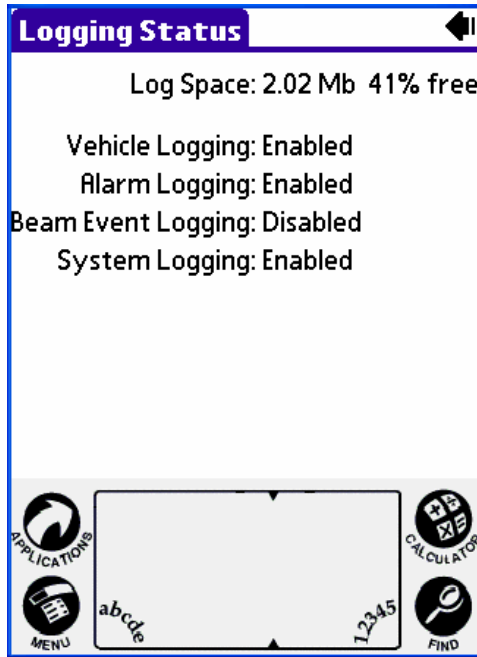 Logging Status
Log Space: 2.02 Mb 41% free
Vehicle Logging: Enabled
Alarm Logging: Enabled
Beam Event Logging: Disabled
System Logging: Enabled
APPLICATIONS
CALCULATOR
MENU
abcde
12345
FIND